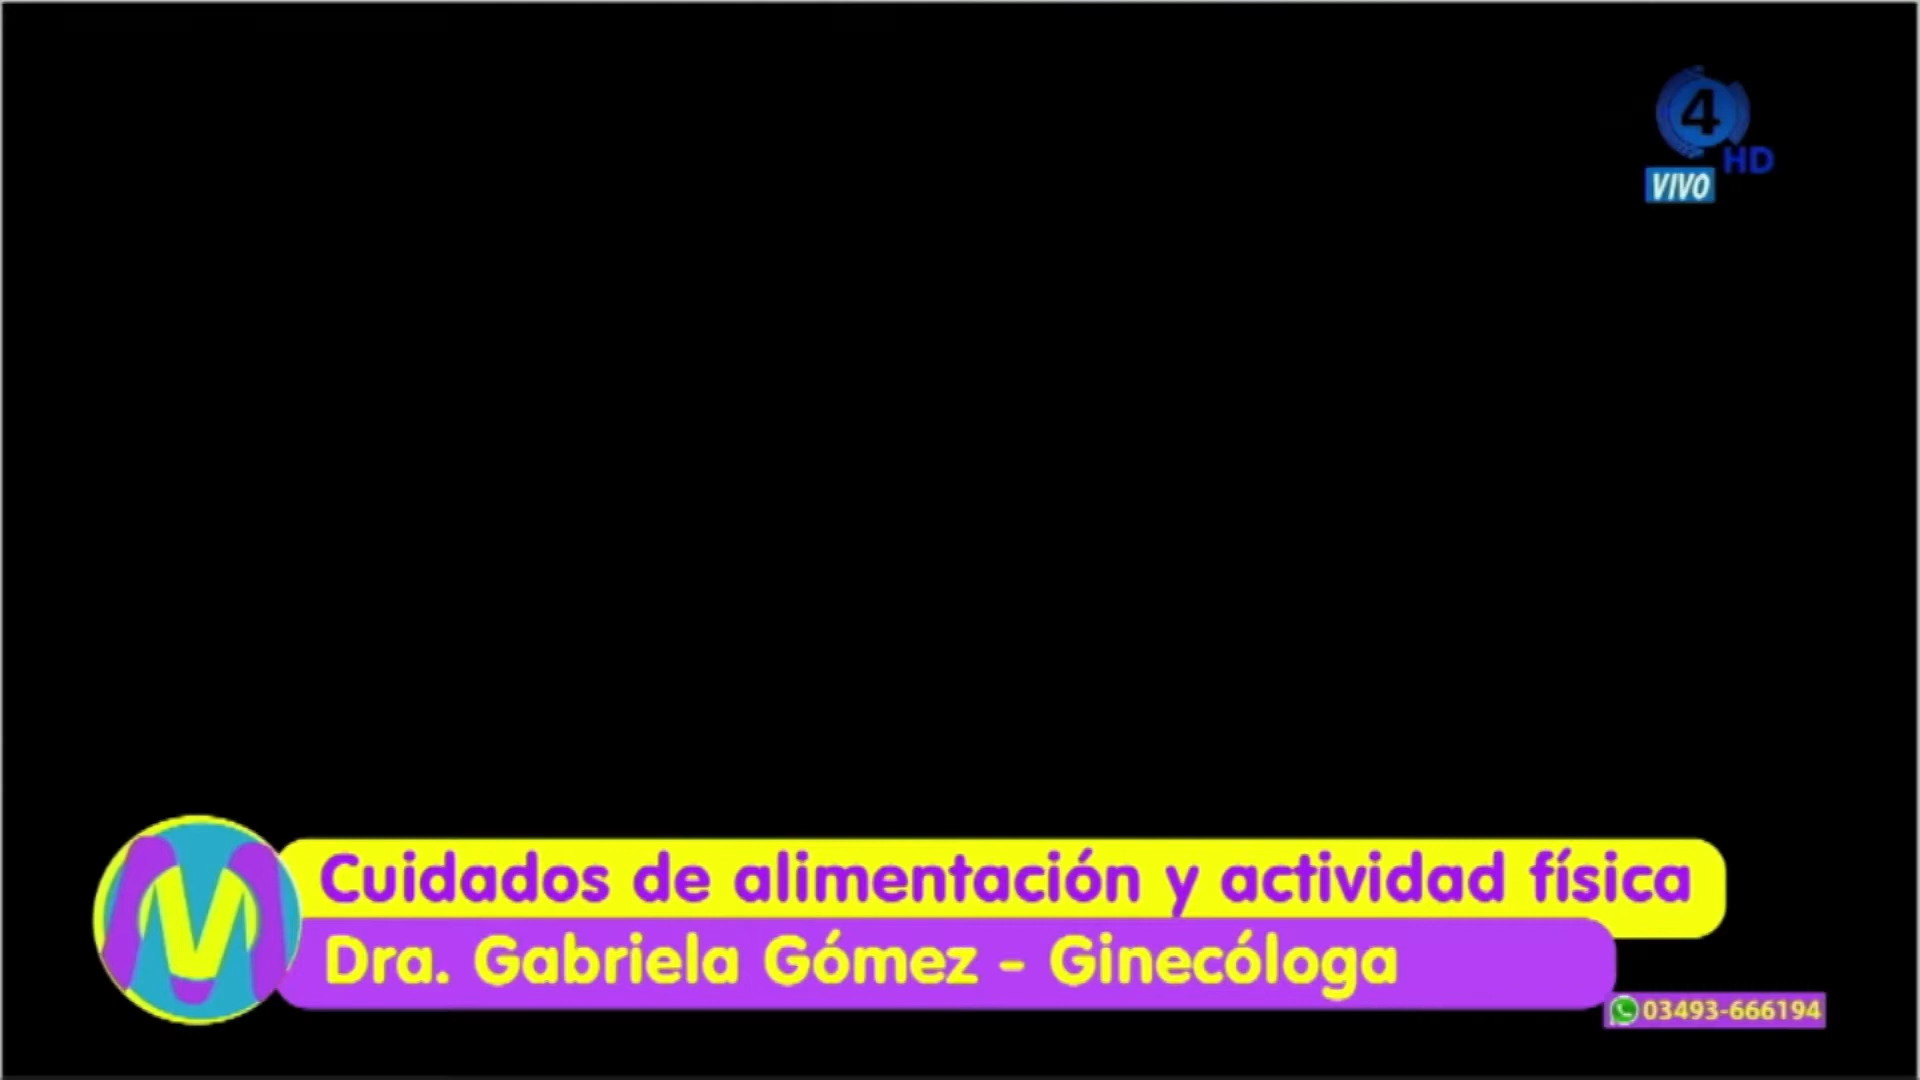 4
HD
VIVO
Cuidados de alimentación y actividad física
Dra. Gabriela Gómez - Ginecóloga
03493-666194